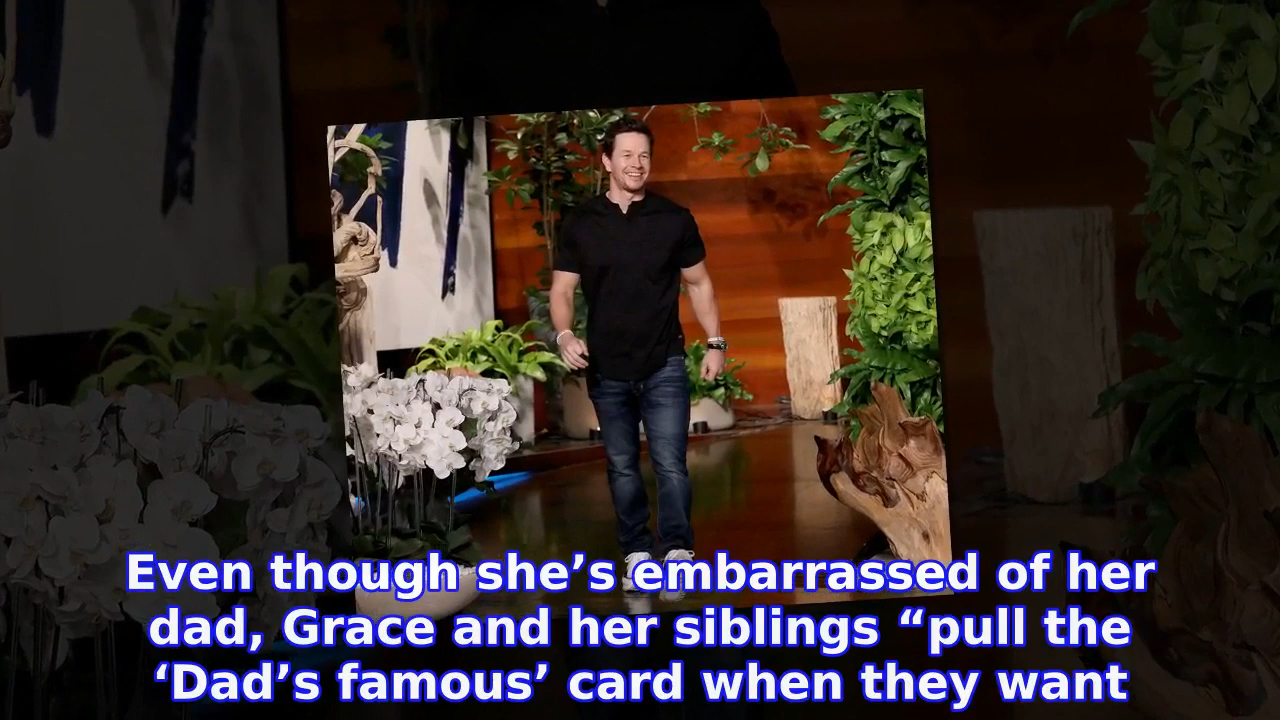 Even though she’s embarrassed of her
dad, Grace and her siblings “pull the
‘Dad’s famous’ card when they want